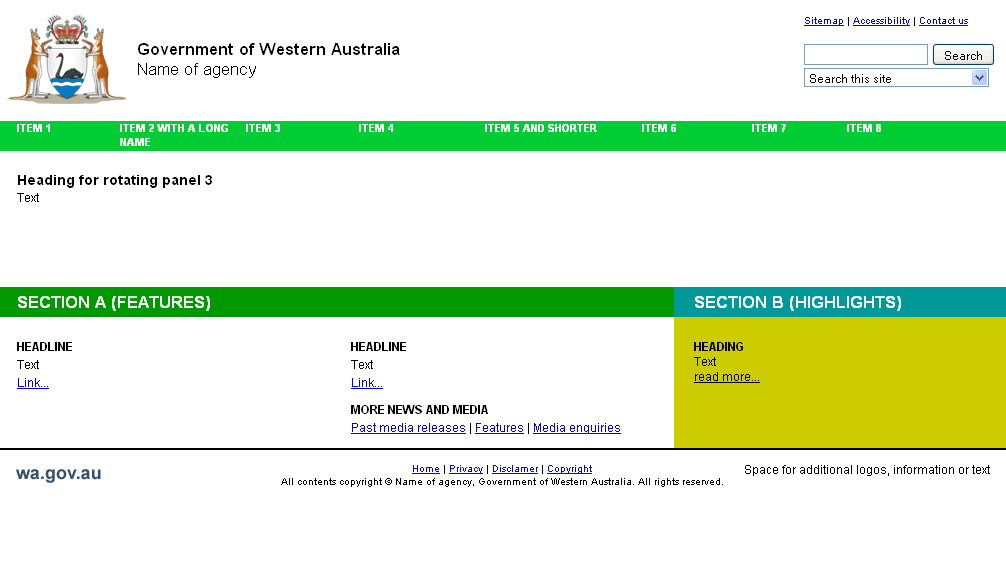 Sitemap | Accessibility | Contact us
Government of Western Australia
Name of agency
Search
Search this site
ITEM 1
ITEM 2 WITH A LONG
NAME
ITEM 3
ITEM 4
ITEM 5 AND SHORTER
ITEM 6
ITEM 7
ITEM 8
Heading for rotating panel 3
Text
SECTION A (FEATURES)
HEADLINE
Text
Link...
HEADLINE
Text
Link...
MORE NEWS AND MEDIA
Past media releases | Features | Media enquiries
SECTION B (HIGHLIGHTS)
HEADING
Text
read more...
wa.gov.au
Home | Privacy | Disclamer | Copyright
All contents copyright © Name of agency, Government of Western Australia. All rights reserved.
Space for additional logos, information or text